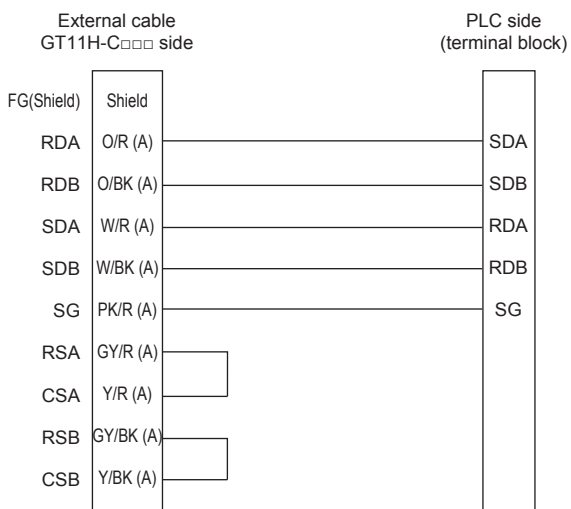 External cable
GT11H-C□□□ side
PLC side
(terminal block)
FG(Shield) Shield
RDA O/R (A) SDA
RDB O/BK (A) SDB
SDA W/R (A) RDA
SDB W/BK (A) RDB
SG PK/R (A) SG
RSA GY/R (A)
CSA Y/R (A)
RSB GY/BK (A)
CSB Y/BK (A)